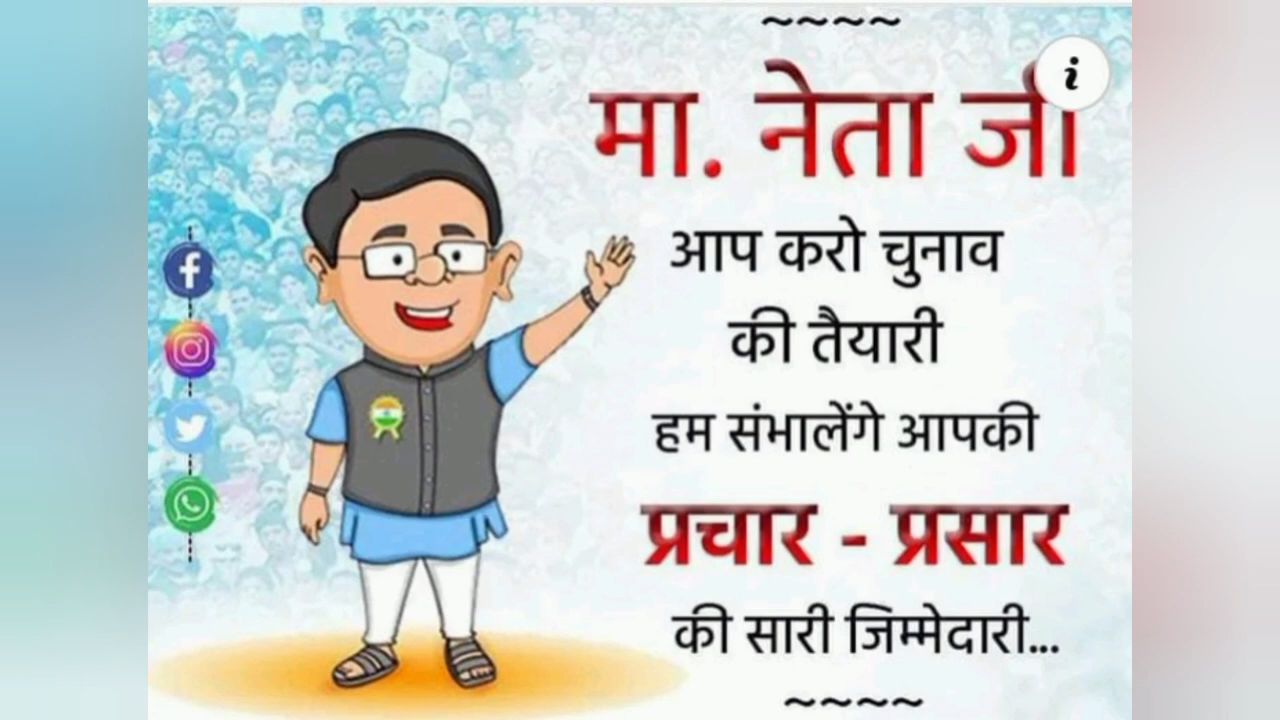 ~~~~
मा. नेता जी
i
आप करो चुनाव
की तैयारी
हम संभालेंगे आपकी
प्रचार - प्रसार
की सारी जिम्मेदारी...
~~~~